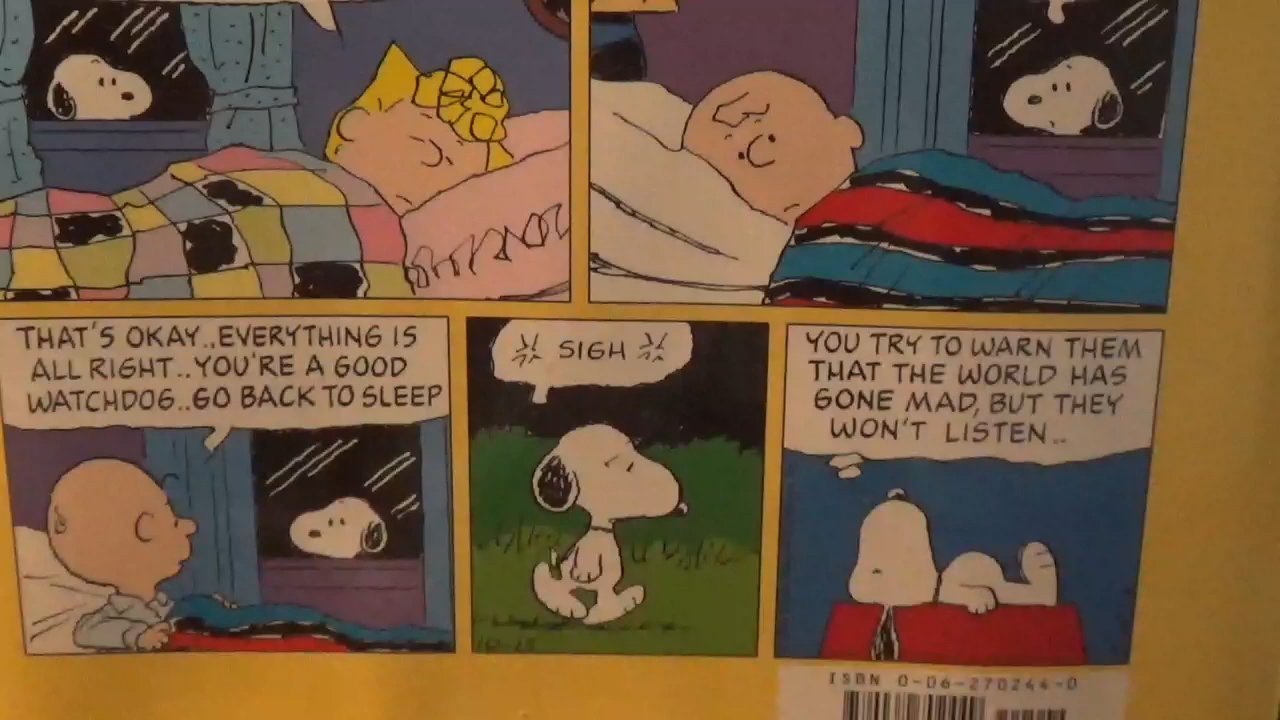 THAT'S OKAY..EVERYTHING IS
ALL RIGHT..YOU'RE A GOOD
WATCHDOG..GO BACK TO SLEEP
SIGH
YOU TRY TO WARN THEM
THAT THE WORLD HAS
GONE MAD, BUT THEY
WON'T LISTEN..
ISBN 0-06-270244-0